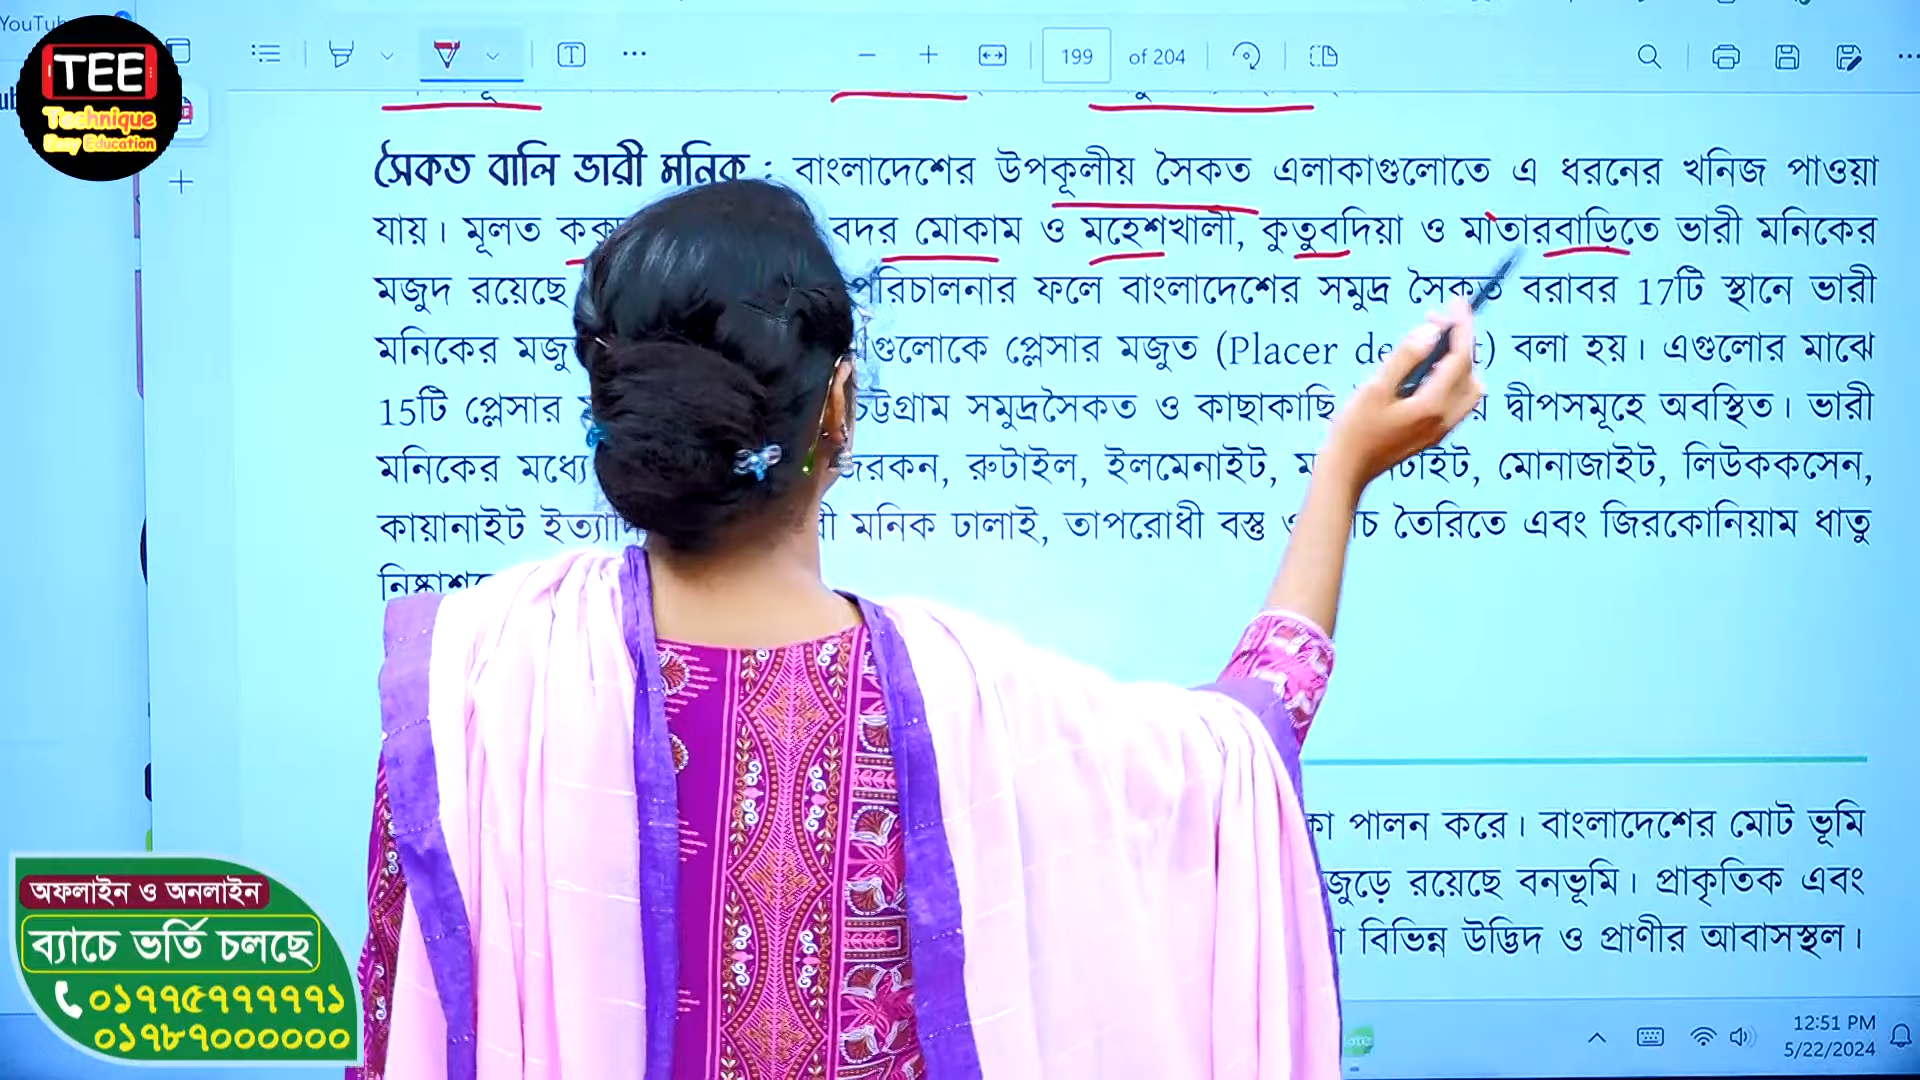 YouTu
TEE
Technique
Easy Education
199 of 204
সৈকত বালি ভারী মনিক : বাংলাদেশের উপকূলীয় সৈকত এলাকাগুলোতে এ ধরনের খনিজ পাওয়া
যায়। মূলত বদর মোকাম ও মহেশখালী, কুতুবদিয়া ও মাতারবাড়িতে ভারী মনিকের
মজুদ রয়েছে পরিচালনার ফলে বাংলাদেশের সমুদ্র সৈকত বরাবর 17টি স্থানে ভারী
মনিকের গুলোকে প্লেসার মজুত (Placer বলা হয়। এগুলোর মাঝে
15টি প্লেসার চট্টগ্রাম সমুদ্রসৈকত ও কাছাকাছি দ্বীপসমূহে অবস্থিত। ভারী
মনিকের মধ্যে জিরকন, রুটাইল, ইলমেনাইট, মোনাজাইট, লিউককসেন,
কায়ানাইট মনিক ঢালাই, তাপরোধী বস্তু তৈরিতে এবং জিরকোনিয়াম ধাতু
পালন করে। বাংলাদেশের মোট ভূমি
জুড়ে রয়েছে বনভূমি। প্রাকৃতিক এবং
বিভিন্ন উদ্ভিদ ও প্রাণীর আবাসস্থল।
অফলাইন ও অনলাইন
ব্যাচে ভর্তি চলছে
০১৭৭৫৭৭৭৭৭১
০১৭৮৭০০০০০০
12:51 PM
5/22/2024